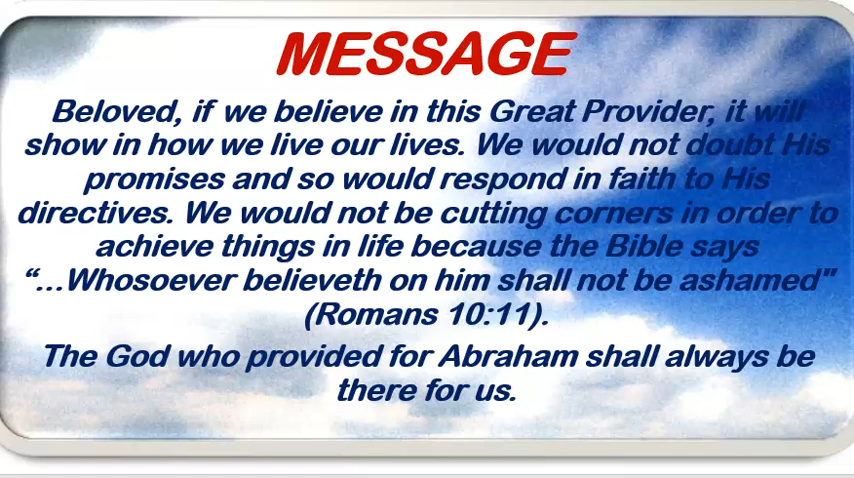 MESSAGE
Beloved, if we believe in this Great Provider, it will
show in how we live our lives. We would not doubt His
promises and so would respond in faith to His
directives. We would not be cutting corners in order to
achieve things in life because the Bible says
“...Whosoever believeth on him shall not be ashamed"
(Romans 10:11).
The God who provided for Abraham shall always be
there for us.